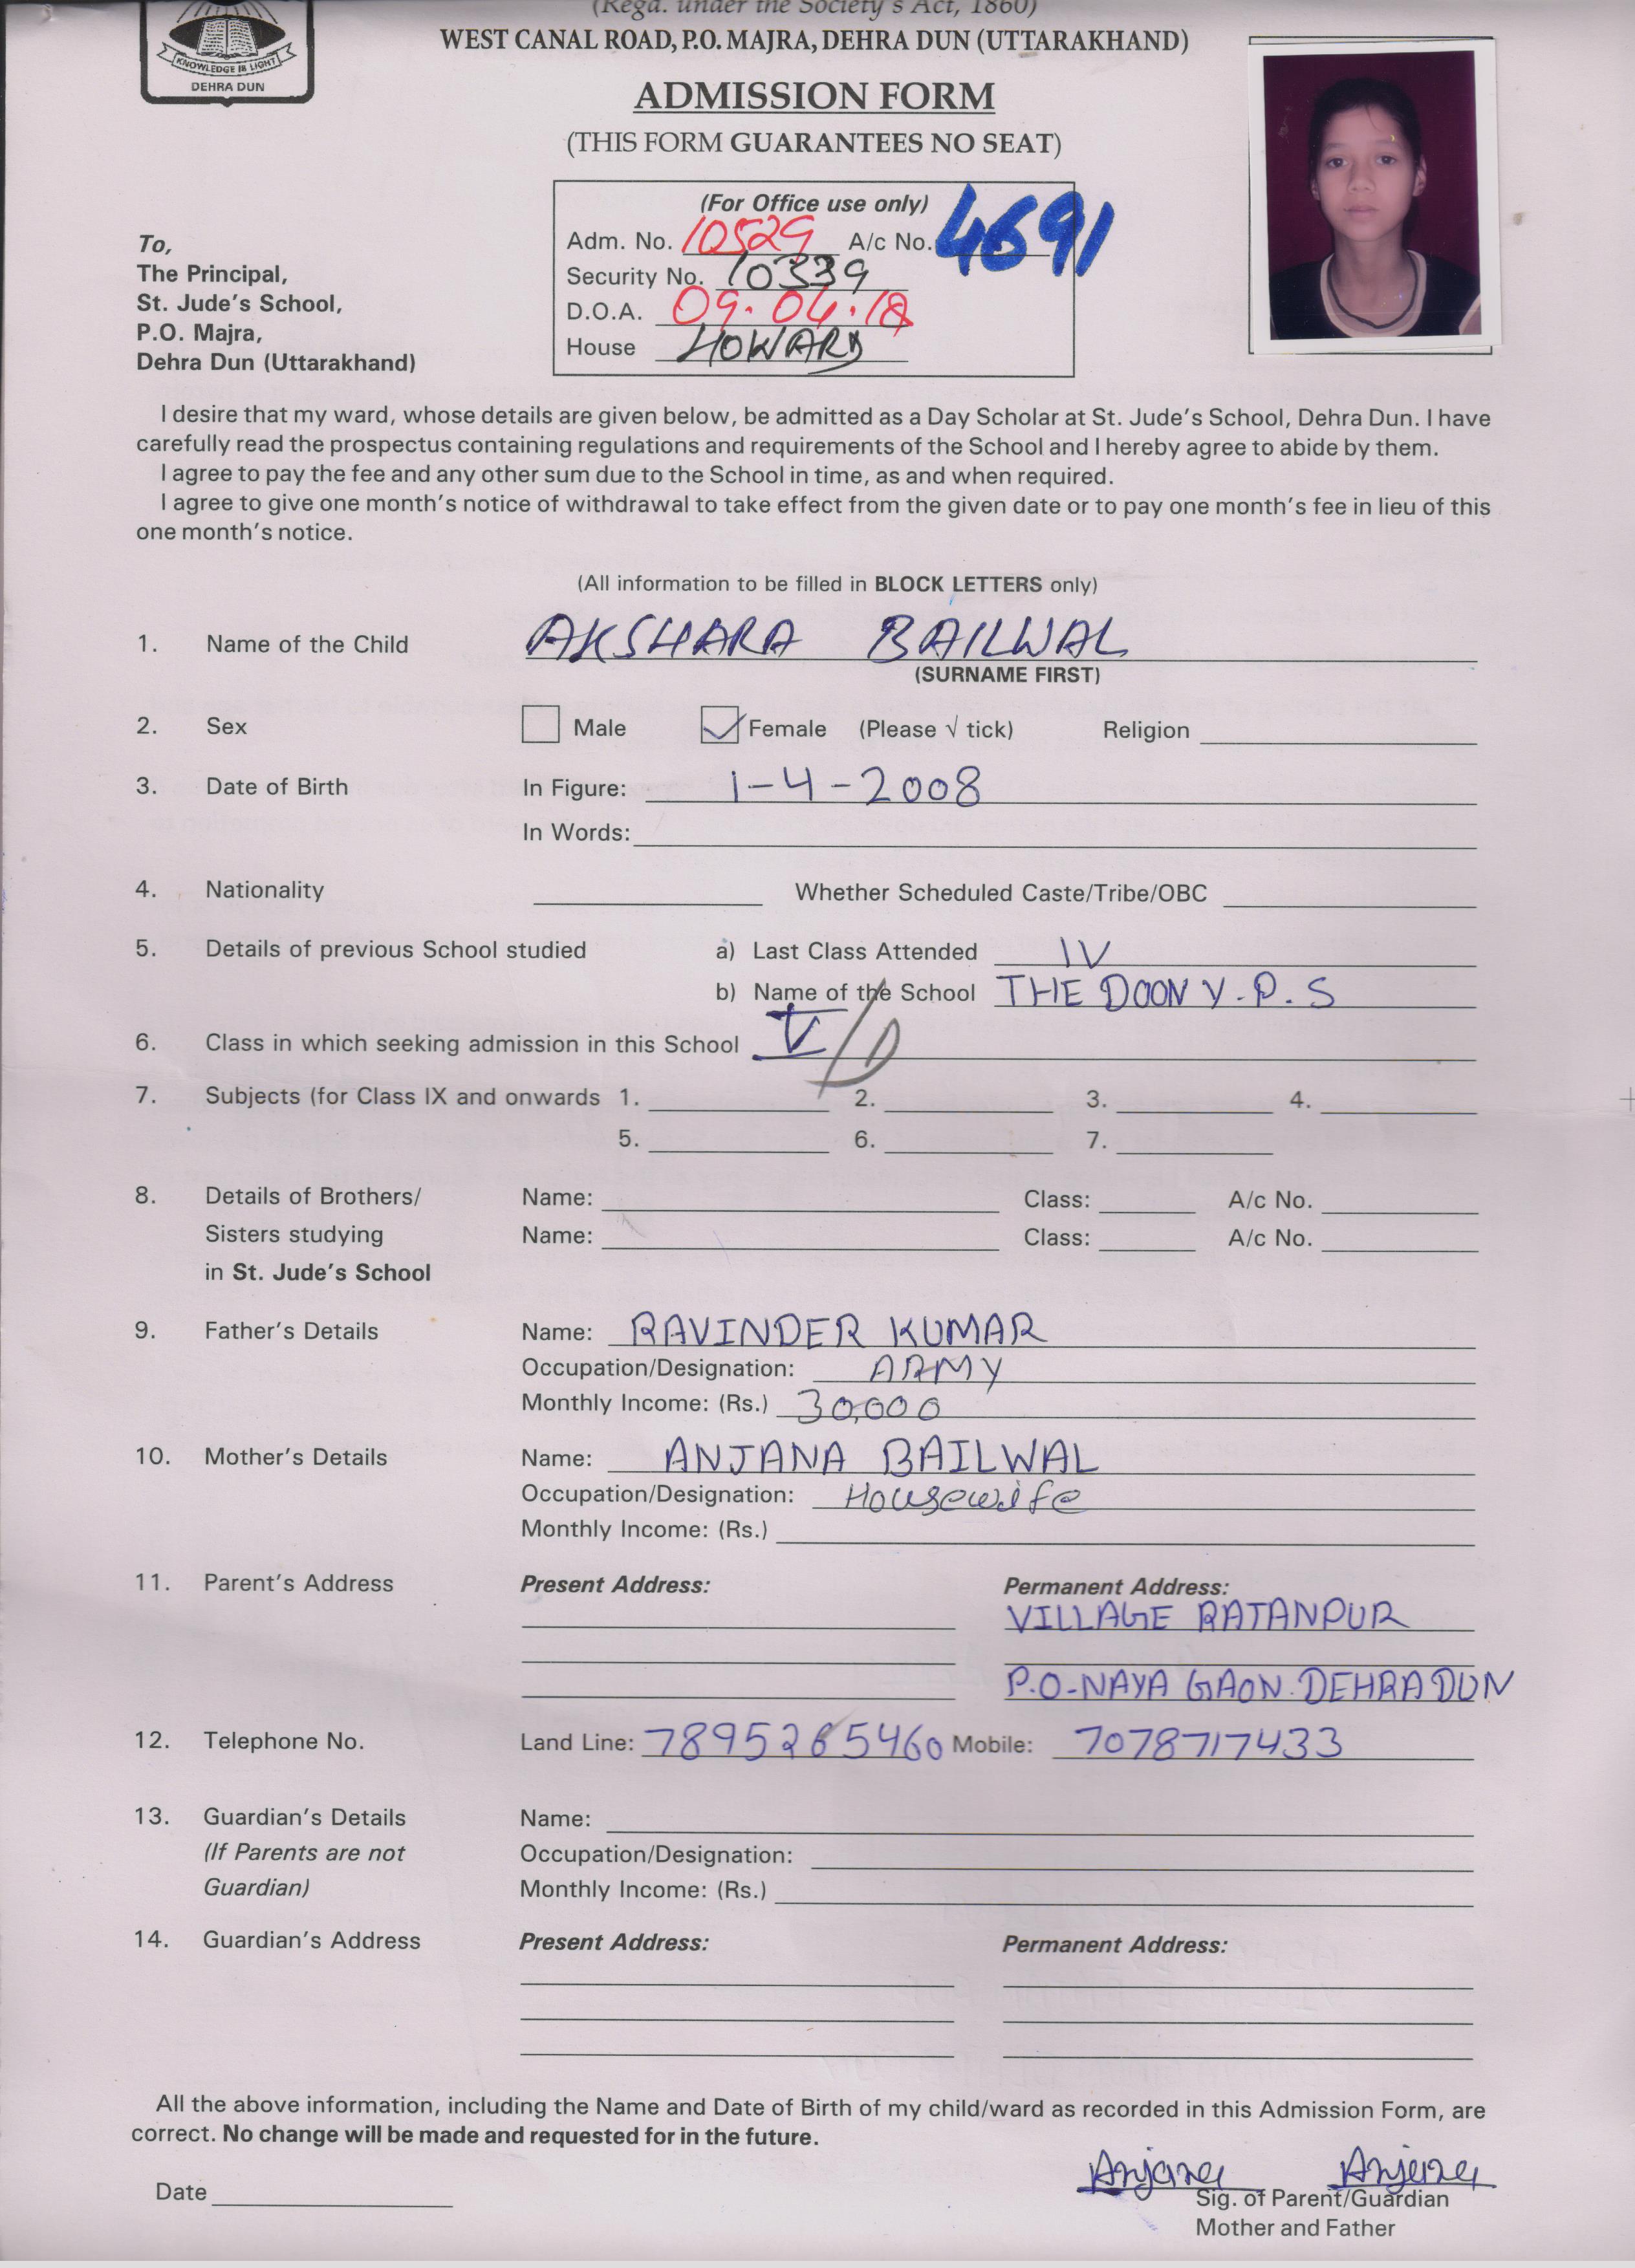 (Regd. under the Society's Act, 1860)
WEST CANAL ROAD, P.O. MAJRA, DEHRA DUN (UTTARAKHAND)
KNOWLEDGE IS LIGHT
DEHRA DUN
ADMISSION FORM
(THIS FORM GUARANTEES NO SEAT)
(For Office use only)
Adm. No. 10529 A/c No. 4691
Security No. 10339
D.O.A. 09.04.18
House HOWARD
To,
The Principal,
St. Jude's School,
P.O. Majra,
Dehra Dun (Uttarakhand)
I desire that my ward, whose details are given below, be admitted as a Day Scholar at St. Jude's School, Dehra Dun. I have
carefully read the prospectus containing regulations and requirements of the School and I hereby agree to abide by them.
I agree to pay the fee and any other sum due to the School in time, as and when required.
I agree to give one month's notice of withdrawal to take effect from the given date or to pay one month's fee in lieu of this
one month's notice.
(All information to be filled in BLOCK LETTERS only)
1. Name of the Child AKSHARA BAILWAL
(SURNAME FIRST)
2. Sex Male Female (Please √ tick) Religion
3. Date of Birth In Figure: 1-4-2008
In Words:
4. Nationality Whether Scheduled Caste/Tribe/OBC
5. Details of previous School studied a) Last Class Attended IV
b) Name of the School THE DOON Y.P.S
6. Class in which seeking admission in this School V/D
7. Subjects (for Class IX and onwards 1. 2. 3. 4.
5. 6. 7.
8. Details of Brothers/ Name: Class: A/c No.
Sisters studying Name: Class: A/c No.
in St. Jude's School
9. Father's Details Name: RAVINDER KUMAR
Occupation/Designation: ARMY
Monthly Income: (Rs.) 30,000
10. Mother's Details Name: ANJANA BAILWAL
Occupation/Designation: Housewife
Monthly Income: (Rs.)
11. Parent's Address Present Address: Permanent Address:
VILLAGE RATANPUR
P.O-NAYA GAON. DEHRADUN
12. Telephone No. Land Line: 7895265460 Mobile: 7078717433
13. Guardian's Details Name:
(If Parents are not Occupation/Designation:
Guardian) Monthly Income: (Rs.)
14. Guardian's Address Present Address: Permanent Address:
All the above information, including the Name and Date of Birth of my child/ward as recorded in this Admission Form, are
correct. No change will be made and requested for in the future.
Anjana Anjana
Date Sig. of Parent/Guardian
Mother and Father